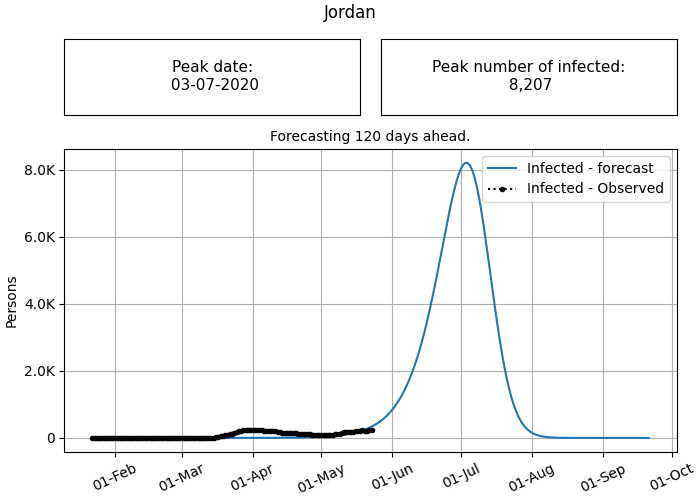 Jordan
Peak date:
03-07-2020
Peak number of infected:
8,207
Forecasting 120 days ahead.
Infected - forecast
Infected - Observed
Persons
8.0K
6.0K
4.0K
2.0K
0
01-Feb
01-Mar
01-Apr
01-May
01-Jun
01-Jul
01-Aug
01-Sep
01-Oct